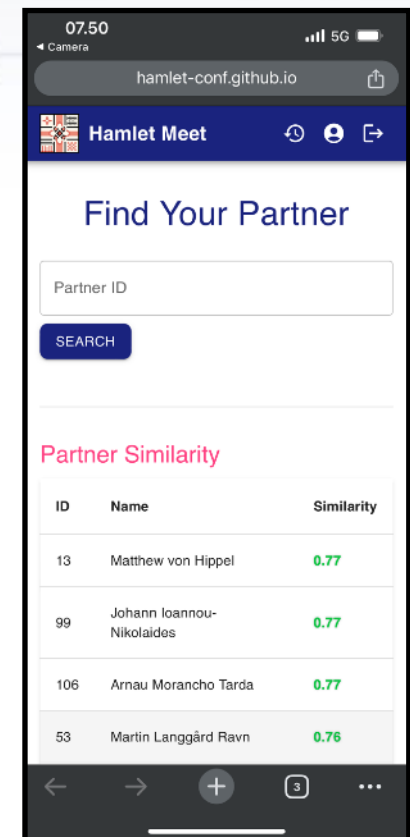 07.50
◀ Camera
5G
hamlet-conf.github.io
Hamlet Meet
Find Your Partner
Partner ID
SEARCH
Partner Similarity
ID Name Similarity
13 Matthew von Hippel 0.77
99 Johann Ioannou-
Nikolaides 0.77
106 Arnau Morancho Tarda 0.77
53 Martin Langgård Ravn 0.76
3